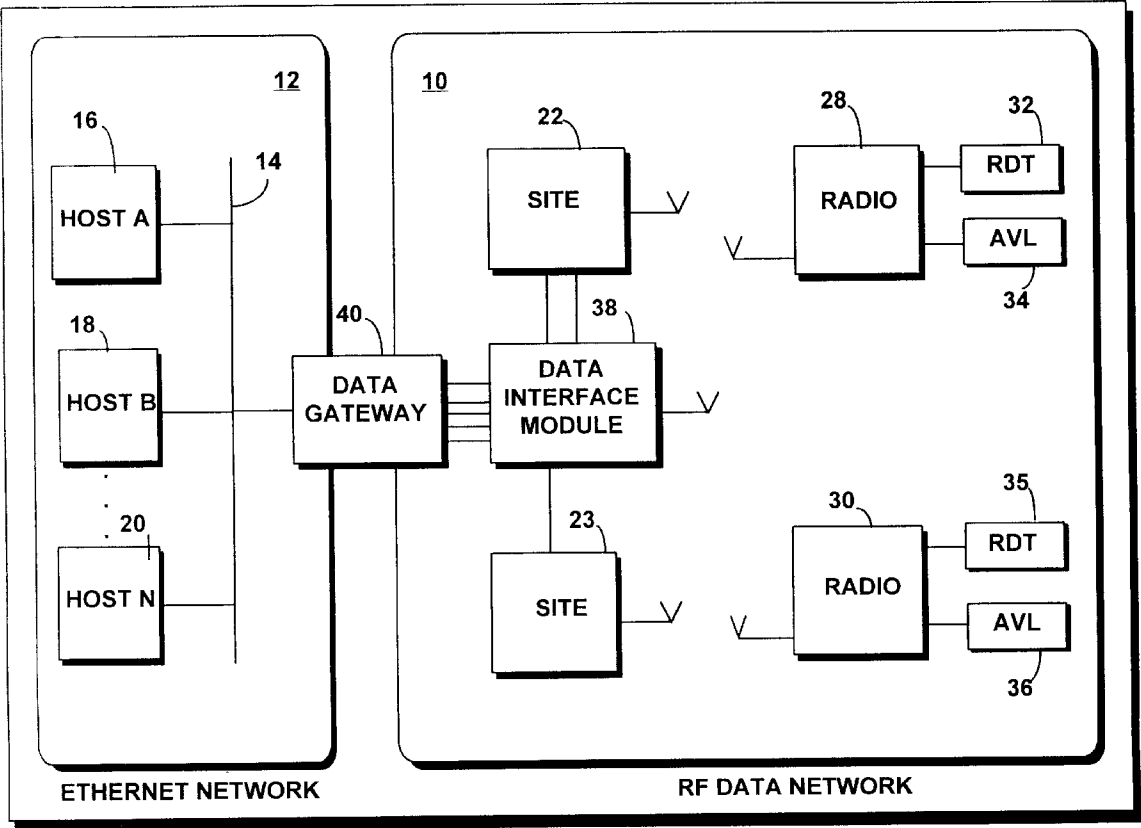 12
10
16
14
HOST A
22
SITE
28
RADIO
32
RDT
AVL
34
18
HOST B
40
DATA
GATEWAY
38
DATA
INTERFACE
MODULE
20
HOST N
23
SITE
30
RADIO
35
RDT
AVL
36
ETHERNET NETWORK
RF DATA NETWORK